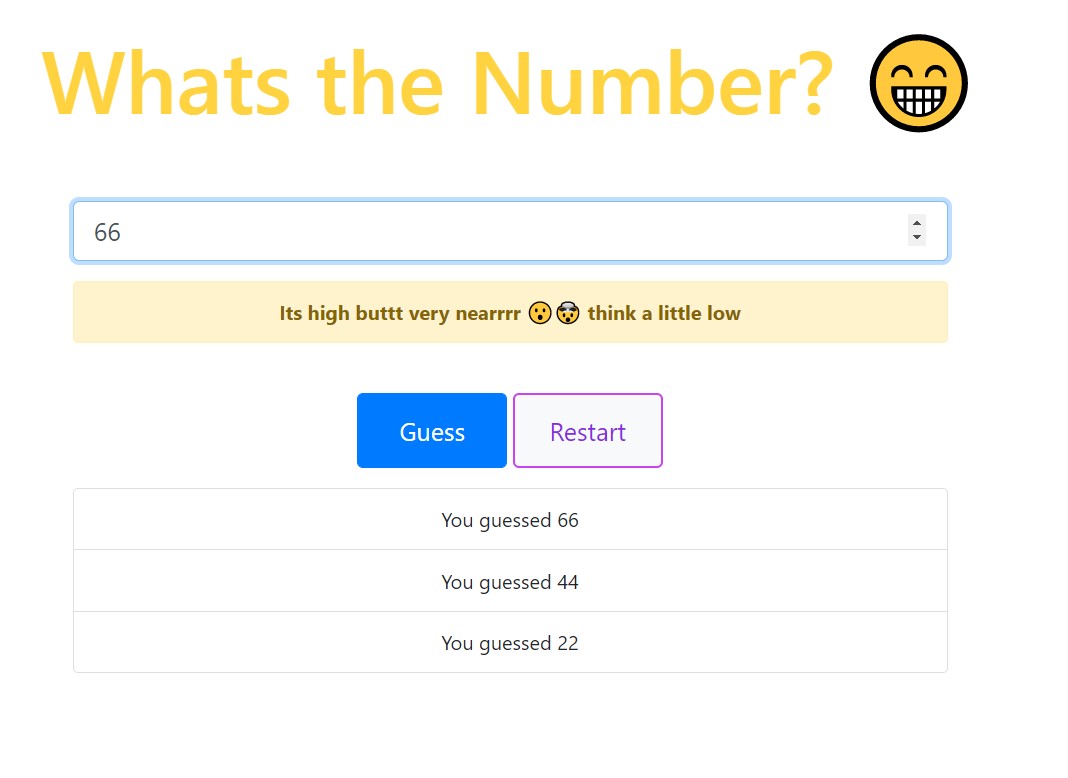 Whats the Number? 😁
66
Its high buttt very nearrrr 😮🤯 think a little low
Guess
Restart
You guessed 66
You guessed 44
You guessed 22